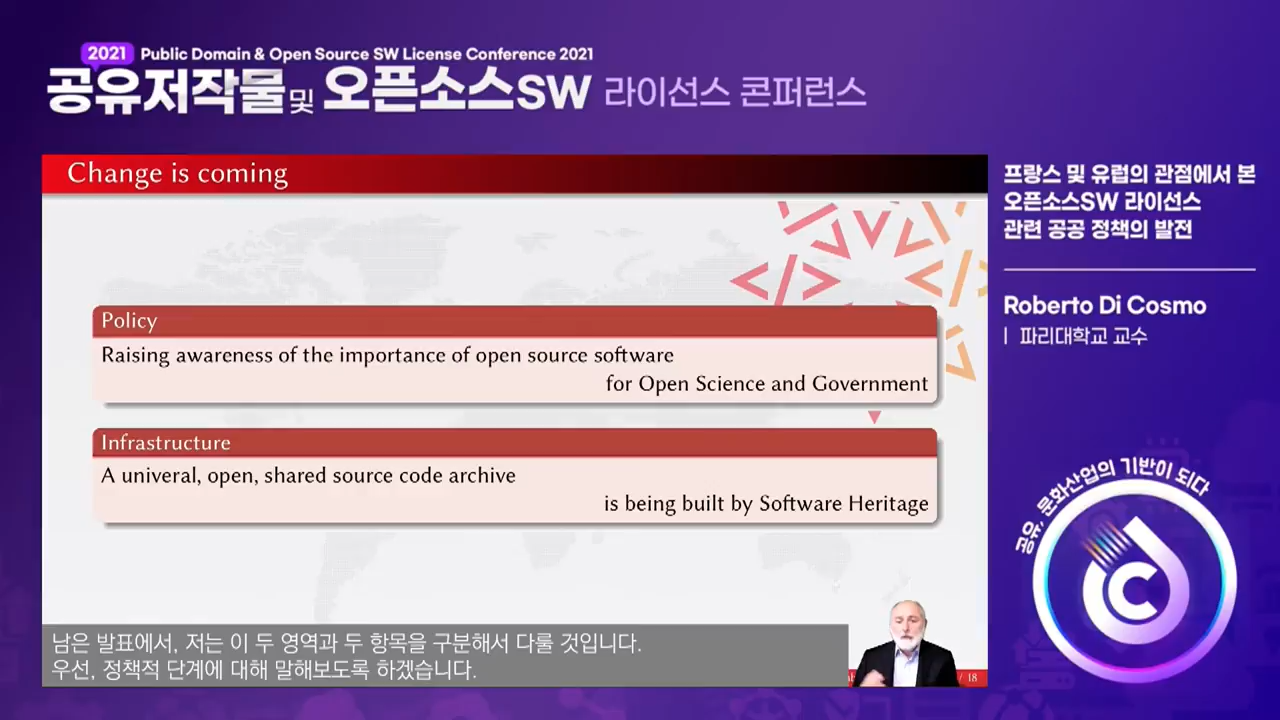 2021 Public Domain & Open Source SW License Conference 2021
공유저작물 및 오픈소스SW 라이선스 콘퍼런스
Change is coming
Policy
Raising awareness of the importance of open source software
for Open Science and Government
Infrastructure
A univeral, open, shared source code archive
is being built by Software Heritage
남은 발표에서, 저는 이 두 영역과 두 항목을 구분해서 다룰 것입니다.
우선, 정책적 단계에 대해 말해보도록 하겠습니다.
/ 18
프랑스 및 유럽의 관점에서 본
오픈소스SW 라이선스
관련 공공 정책의 발전
Roberto Di Cosmo
| 파리대학교 교수
공유, 문화산업의 기반이 되다